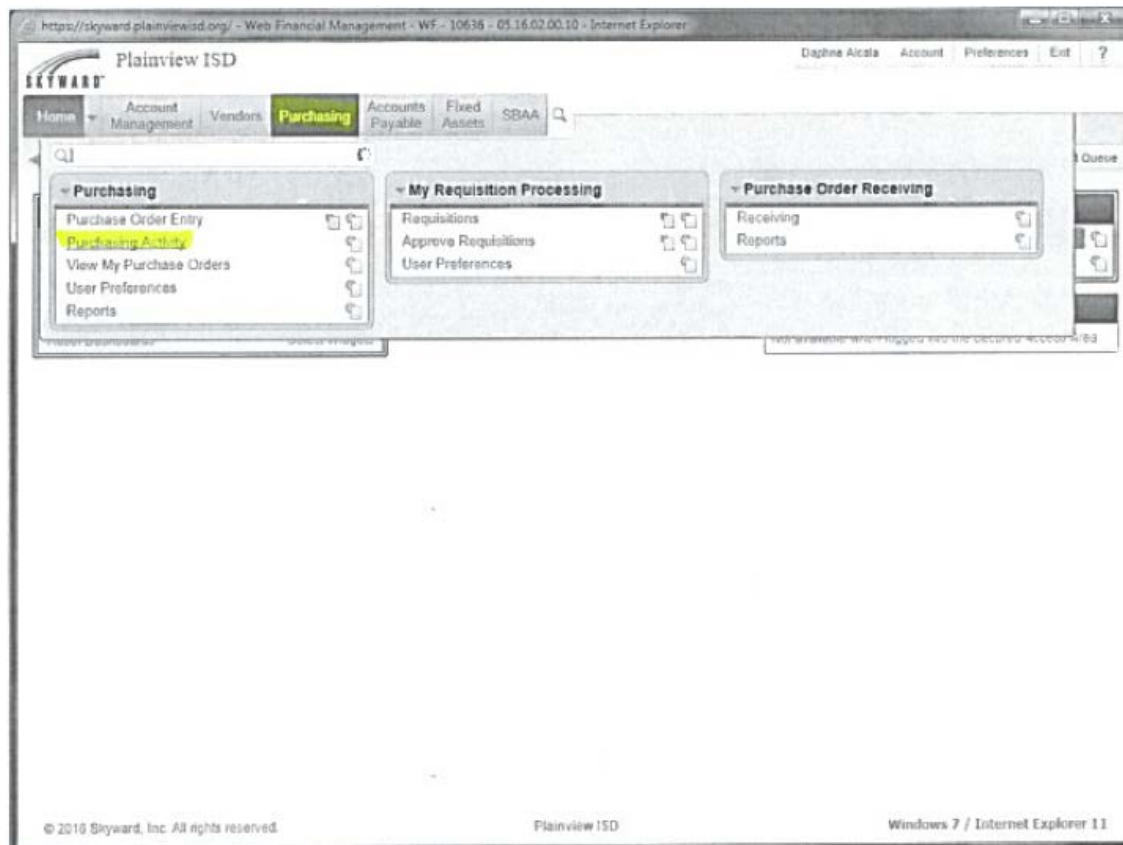 https://skyward.plainviewisd.org/ - Web Financial Management - WF - 10636 - 05.16.02.00.10 - Internet Explorer
SKYWARD
Plainview ISD
Daphne Alcala Account Preferences Exit ?
Home Account Management Vendors Purchasing Accounts Payable Fixed Assets SBAA
Queue
Purchasing
Purchase Order Entry
Purchasing Activity
View My Purchase Orders
User Preferences
Reports
My Requisition Processing
Requisitions
Approve Requisitions
User Preferences
Purchase Order Receiving
Receiving
Reports
Select Widgets
© 2016 Skyward, Inc. All rights reserved.
Plainview ISD
Windows 7 / Internet Explorer 11